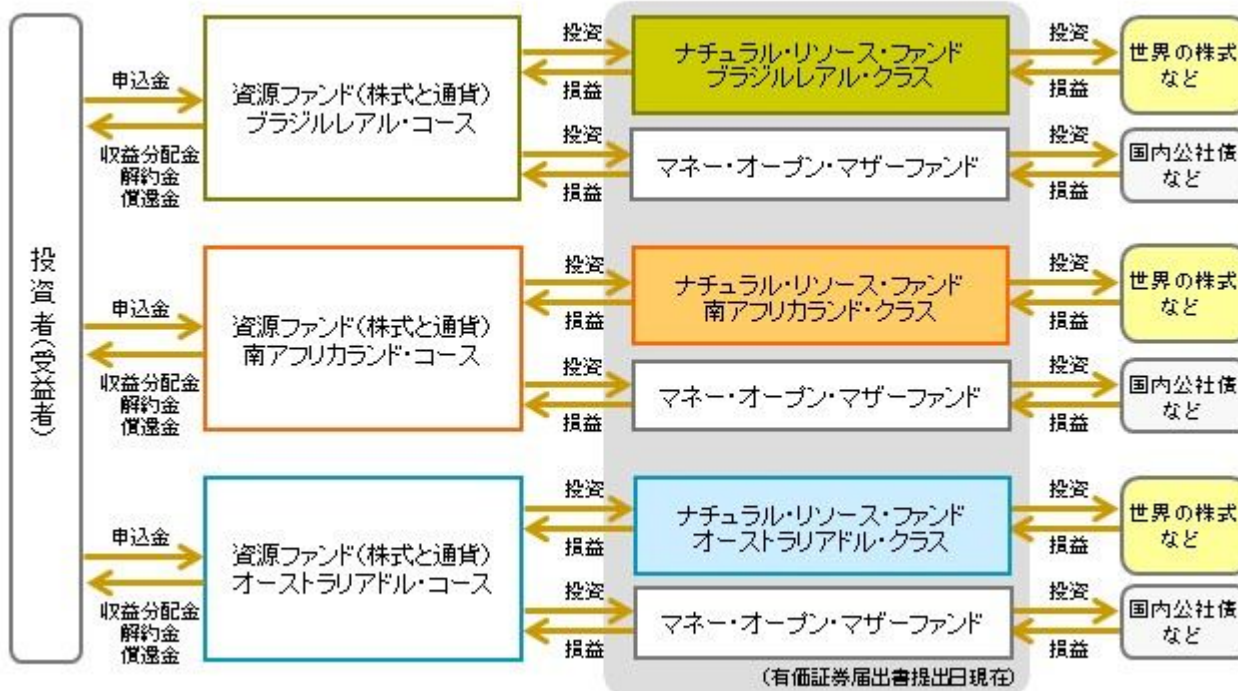 投資者(受益者)
申込金
収益分配金
解約金
償還金
資源ファンド(株式と通貨)
ブラジルレアル・コース
投資
損益
投資
損益
ナチュラル・リソース・ファンド
ブラジルレアル・クラス
マネー・オープン・マザーファンド
投資
損益
投資
損益
世界の株式
など
国内公社債
など
申込金
収益分配金
解約金
償還金
資源ファンド(株式と通貨)
南アフリカランド・コース
投資
損益
投資
損益
ナチュラル・リソース・ファンド
南アフリカランド・クラス
マネー・オープン・マザーファンド
投資
損益
投資
損益
世界の株式
など
国内公社債
など
申込金
収益分配金
解約金
償還金
資源ファンド(株式と通貨)
オーストラリアドル・コース
投資
損益
投資
損益
ナチュラル・リソース・ファンド
オーストラリアドル・クラス
マネー・オープン・マザーファンド
投資
損益
投資
損益
世界の株式
など
国内公社債
など
(有価証券届出書提出日現在)